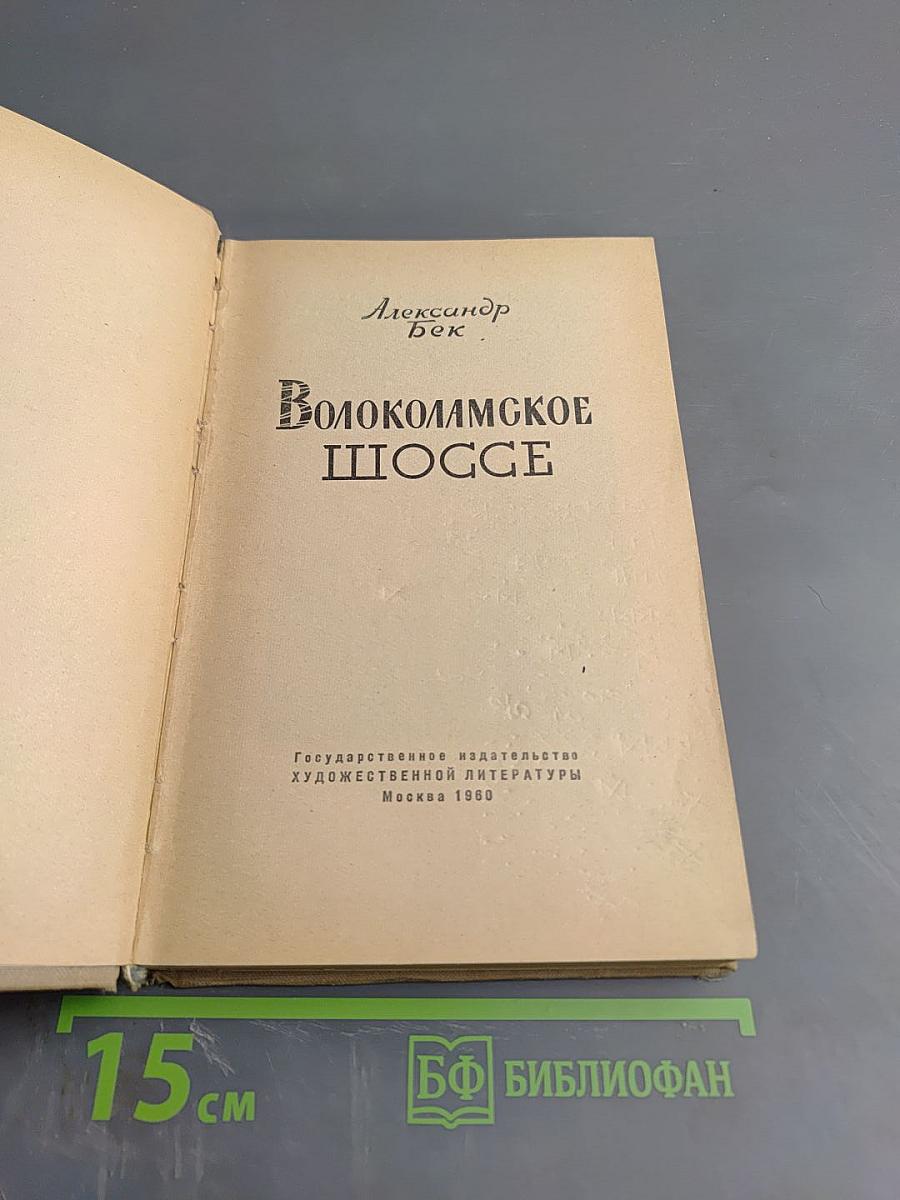 Александр
Бек
Волоколамское
шоссе
Государственное издательство
ХУДОЖЕСТВЕННОЙ ЛИТЕРАТУРЫ
Москва 1960
15 см
БФ БИБЛИОФАН